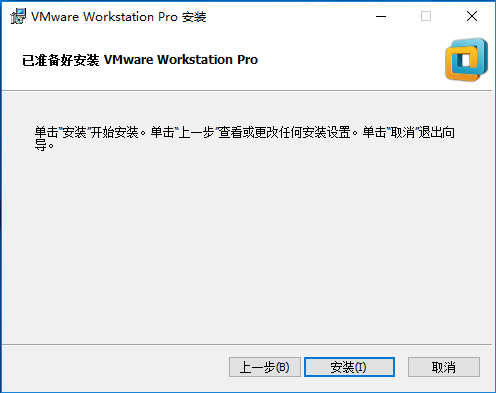 VMware Workstation Pro 安装
已准备好安装 VMware Workstation Pro
单击"安装"开始安装。单击"上一步"查看或更改任何安装设置。单击"取消"退出向
导。
上一步(B)
安装(I)
取消